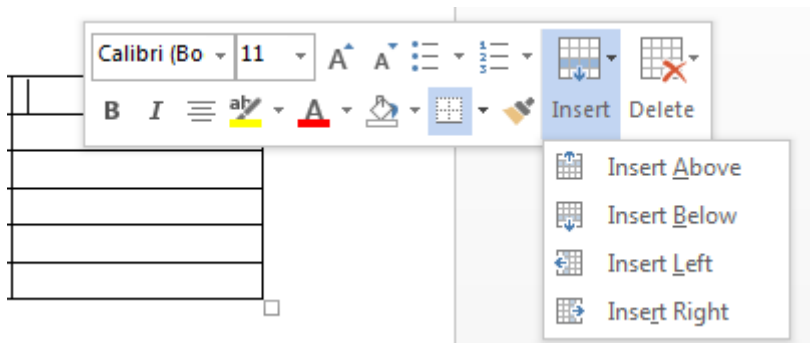 Calibri (Bo 11 A A
B I ab A Insert Delete
Insert Above
Insert Below
Insert Left
Insert Right